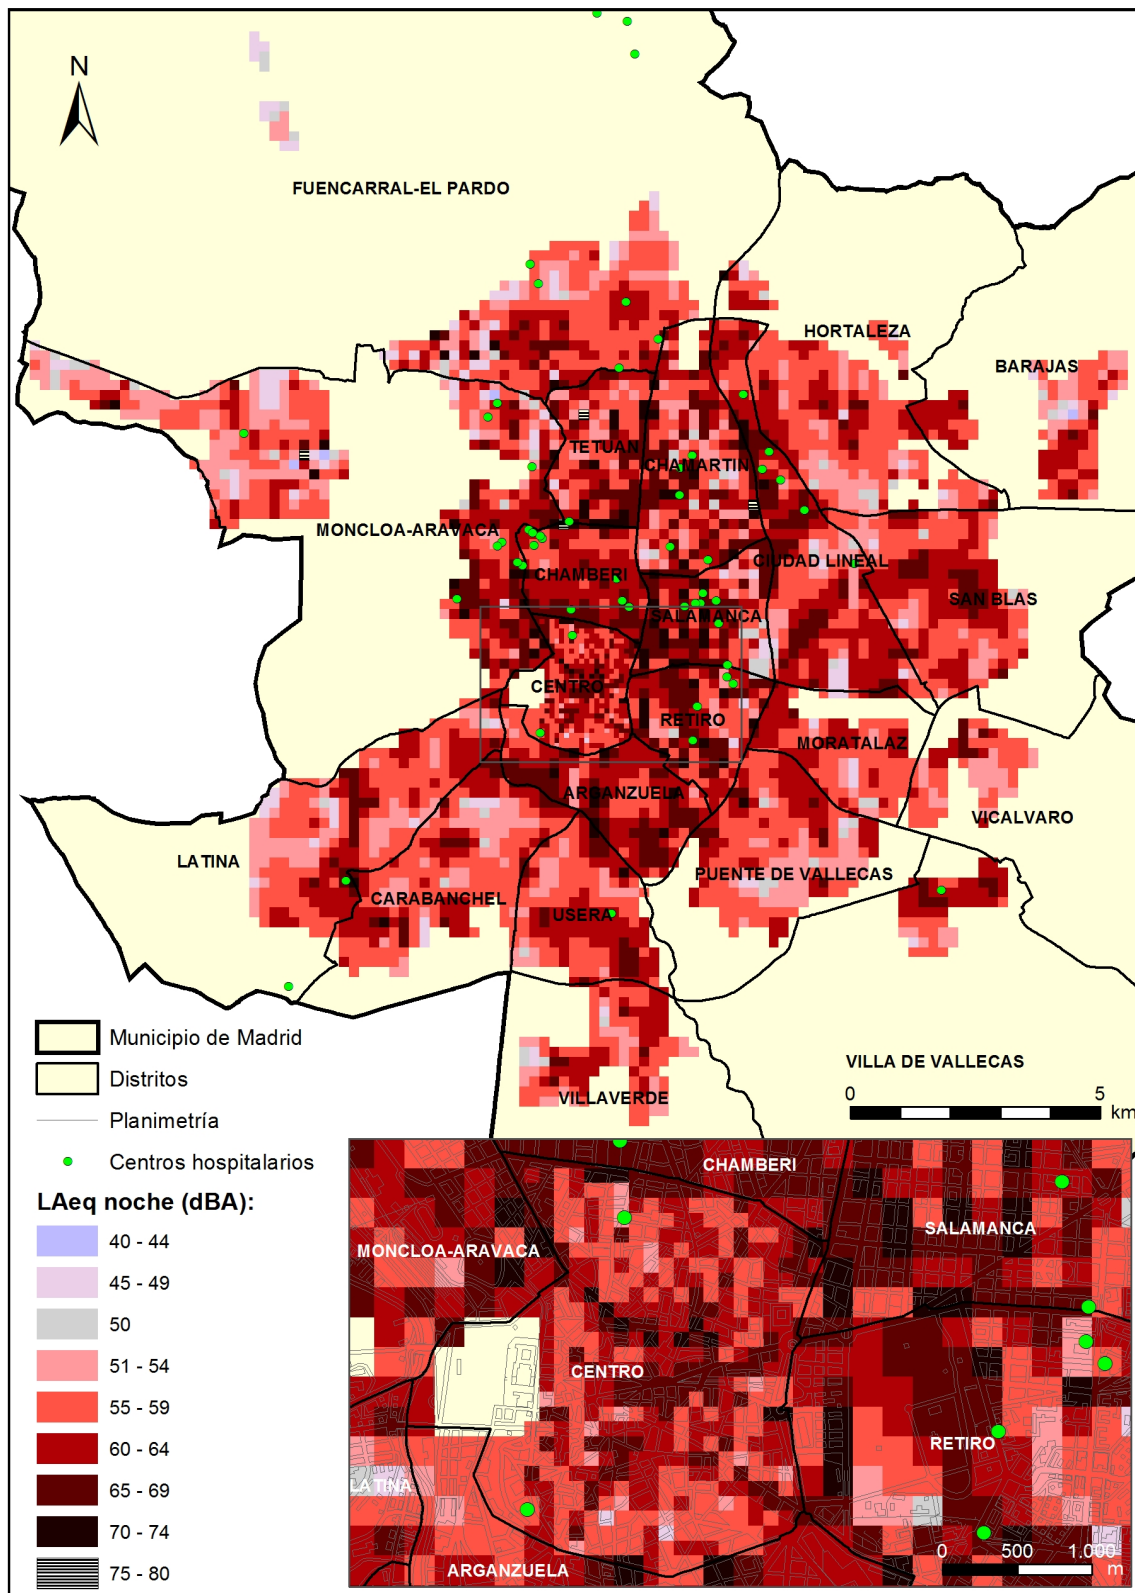 N
FUENCARRAL-EL PARDO
HORTALEZA
BARAJAS
TETUAN
CHAMARTIN
MONCLOA-ARAVACA
CIUDAD LINEAL
CHAMBERI
SAN BLAS
SALAMANCA
CENTRO
RETIRO
MORATALAZ
ARGANZUELA
VICALVARO
LATINA
PUENTE DE VALLECAS
CARABANCHEL
USERA
VILLA DE VALLECAS
VILLAVERDE
0 5
km
Municipio de Madrid
Distritos
Planimetría
Centros hospitalarios
LAeq noche (dBA):
40 - 44
45 - 49
50
51 - 54
55 - 59
60 - 64
65 - 69
70 - 74
75 - 80
CHAMBERI
SALAMANCA
MONCLOA-ARAVACA
CENTRO
RETIRO
LATINA
ARGANZUELA
0 500 1.000
m